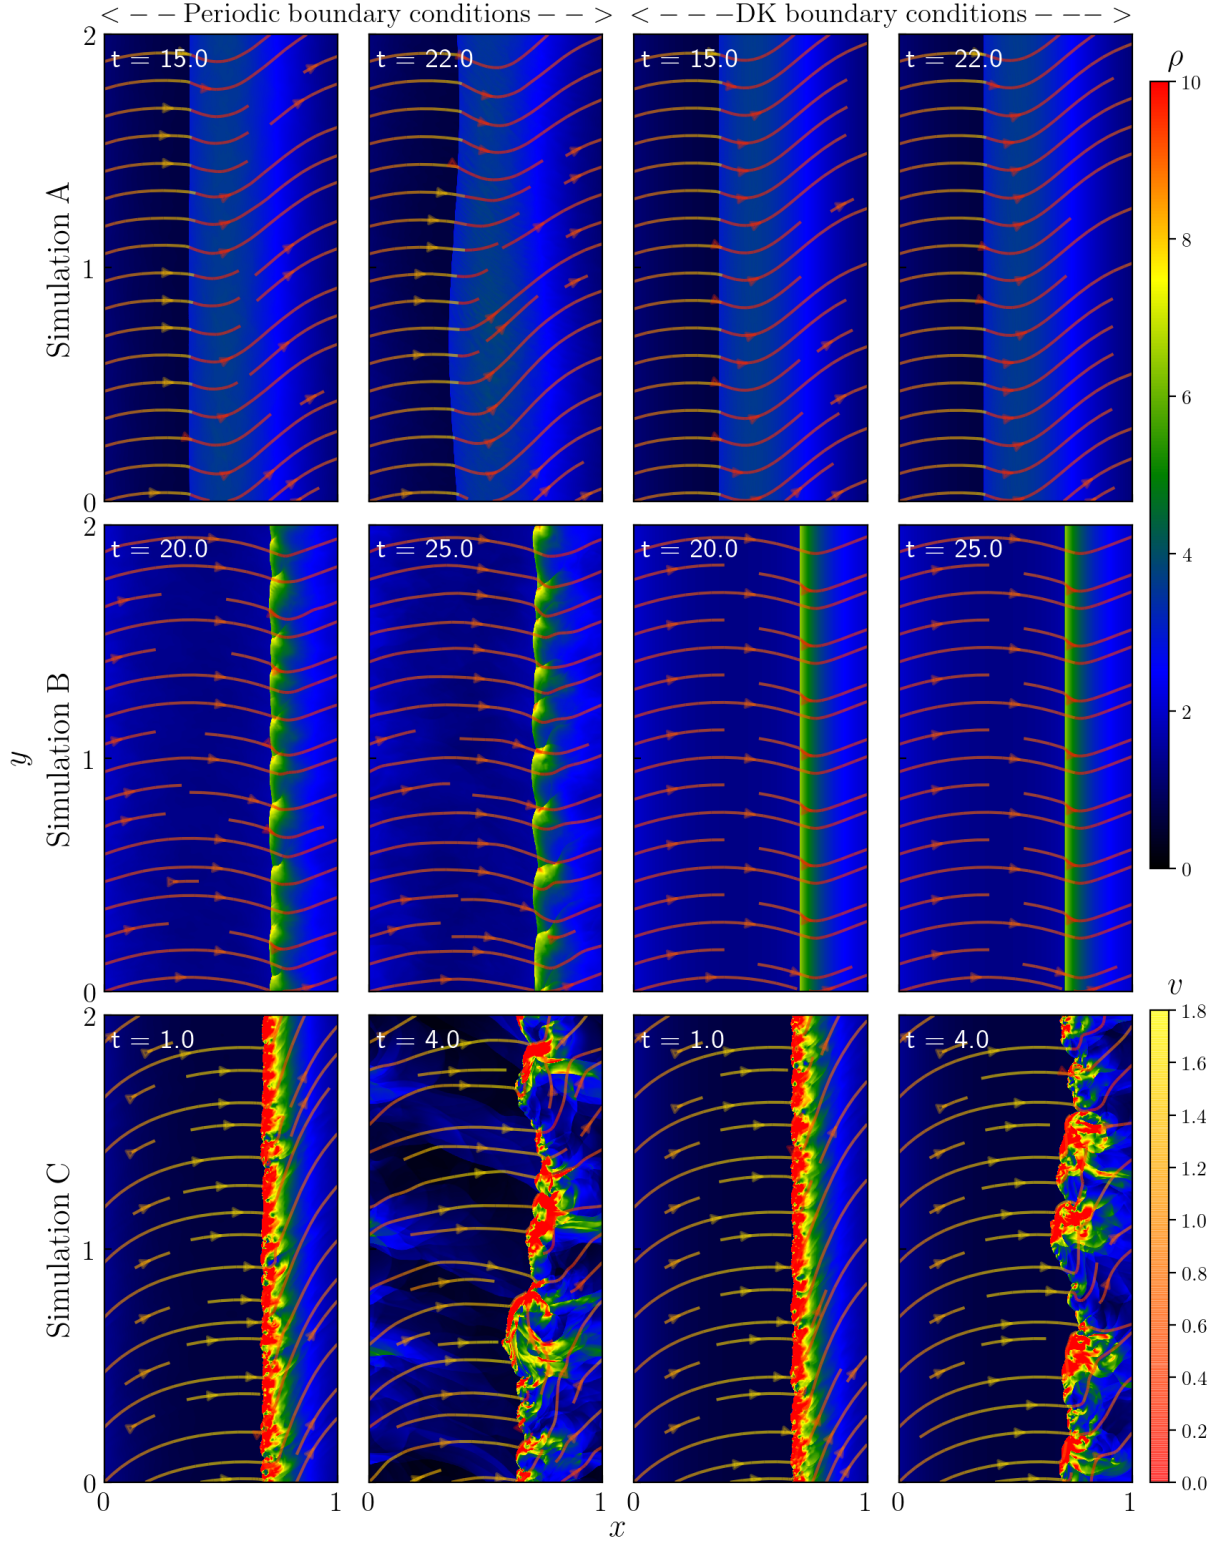 <−−Periodic boundary conditions−−> <−−−DK boundary conditions−−−>
t = 15.0 t = 22.0 t = 15.0 t = 22.0
2
1
0
Simulation A
ρ
10
8
6
4
2
0
t = 20.0 t = 25.0 t = 20.0 t = 25.0
2
1
0
y
Simulation B
t = 1.0 t = 4.0 t = 1.0 t = 4.0
2
1
0
Simulation C
v
1.8
1.6
1.4
1.2
1.0
0.8
0.6
0.4
0.2
0.0
0 1 0 1 0 1 0 1
x